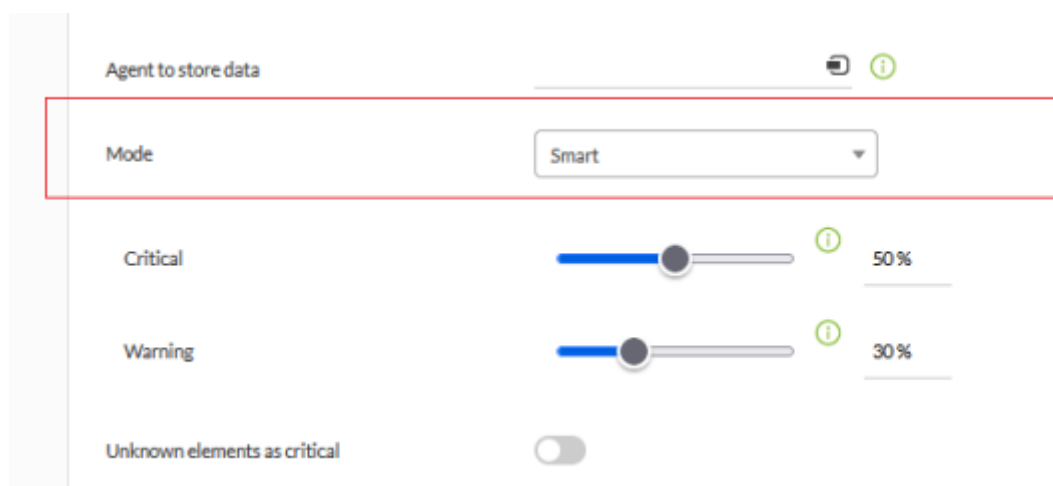 Agent to store data
Mode
Smart
Critical
50 %
Warning
30 %
Unknown elements as critical